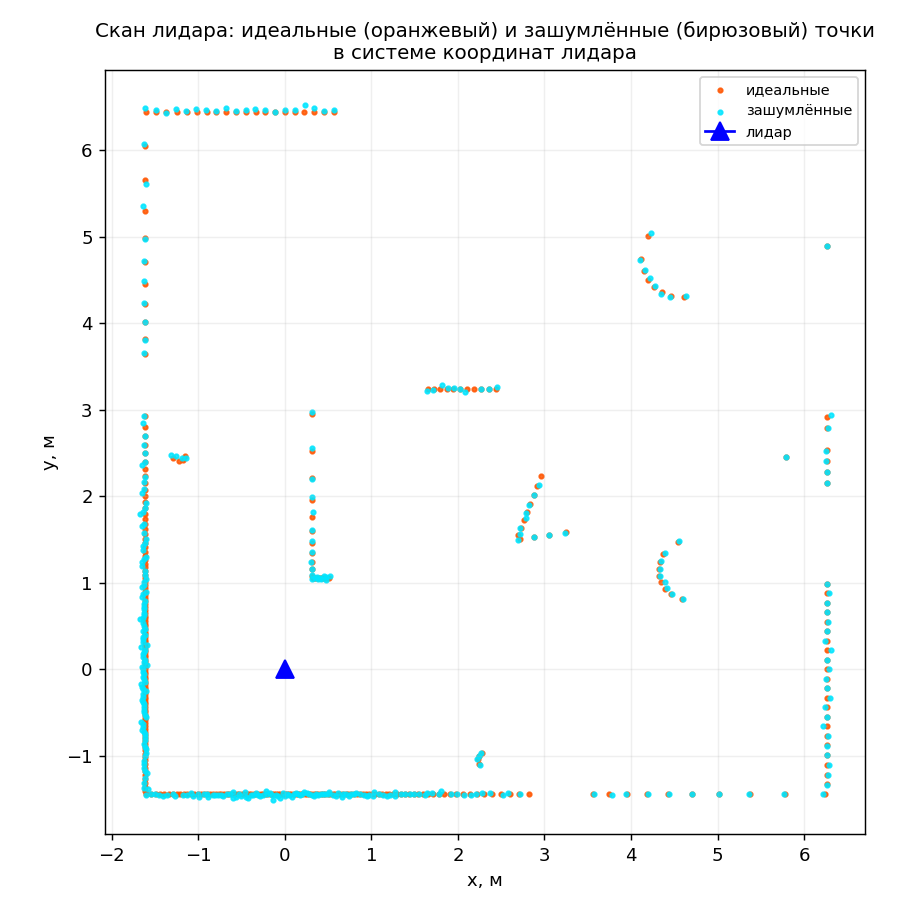 Скан лидара: идеальные (оранжевый) и зашумлённые (бирюзовый) точки
в системе координат лидара
идеальные
зашумлённые
лидар
y, м
6
5
4
3
2
1
0
−1
−2 −1 0 1 2 3 4 5 6
x, м